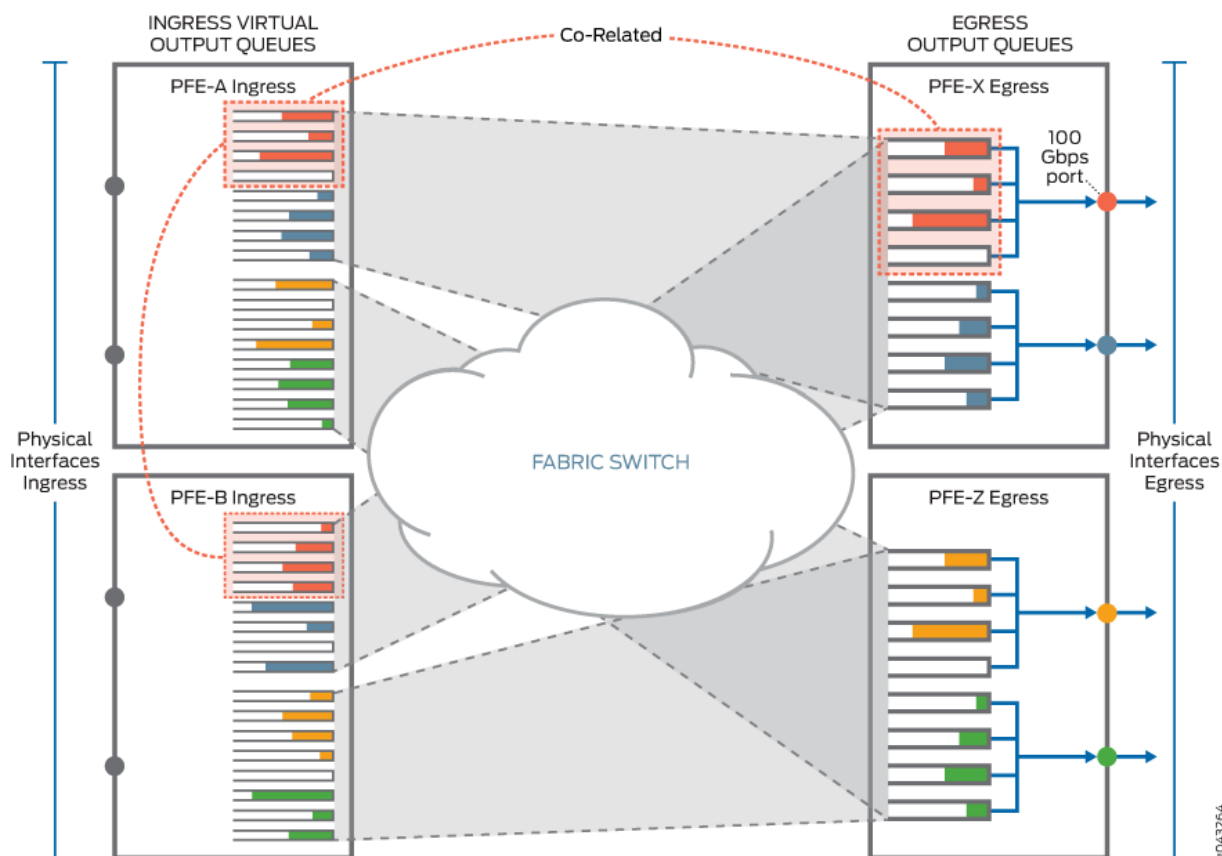 INGRESS VIRTUAL
OUTPUT QUEUES
Co-Related
EGRESS
OUTPUT QUEUES
PFE-A Ingress
PFE-X Egress
100
Gbps
port
Physical
Interfaces
Ingress
FABRIC SWITCH
Physical
Interfaces
Egress
PFE-B Ingress
PFE-Z Egress